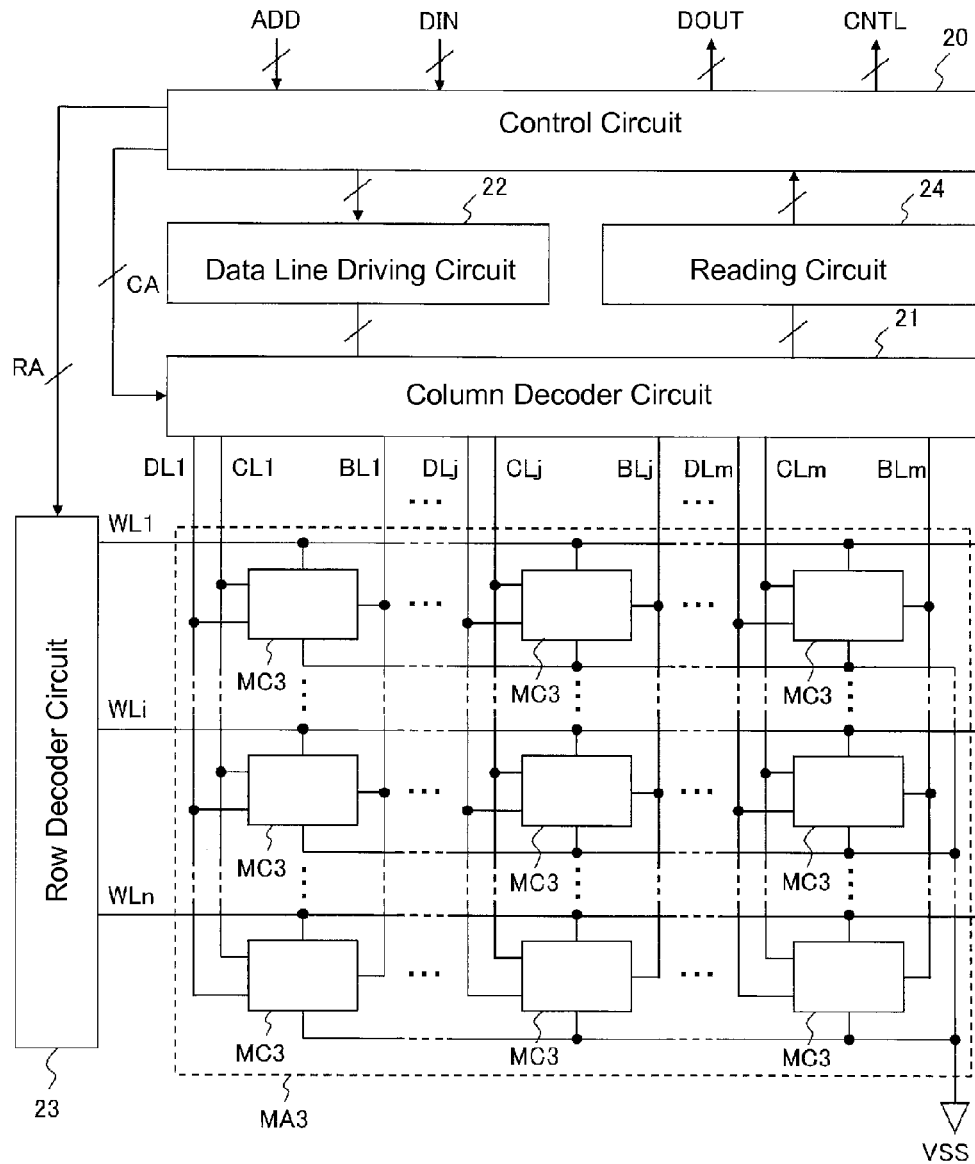 ADD DIN DOUT CNTL 20
Control Circuit
22 24
Data Line Driving Circuit Reading Circuit
CA
21
RA
Column Decoder Circuit
DL1 CL1 BL1 DLj CLj BLj DLm CLm BLm
...
...
WL1
... ...
MC3 MC3 MC3
WLi
... ...
MC3 MC3 MC3
WLn
... ...
MC3 MC3 MC3
Row Decoder Circuit
23 MA3
VSS